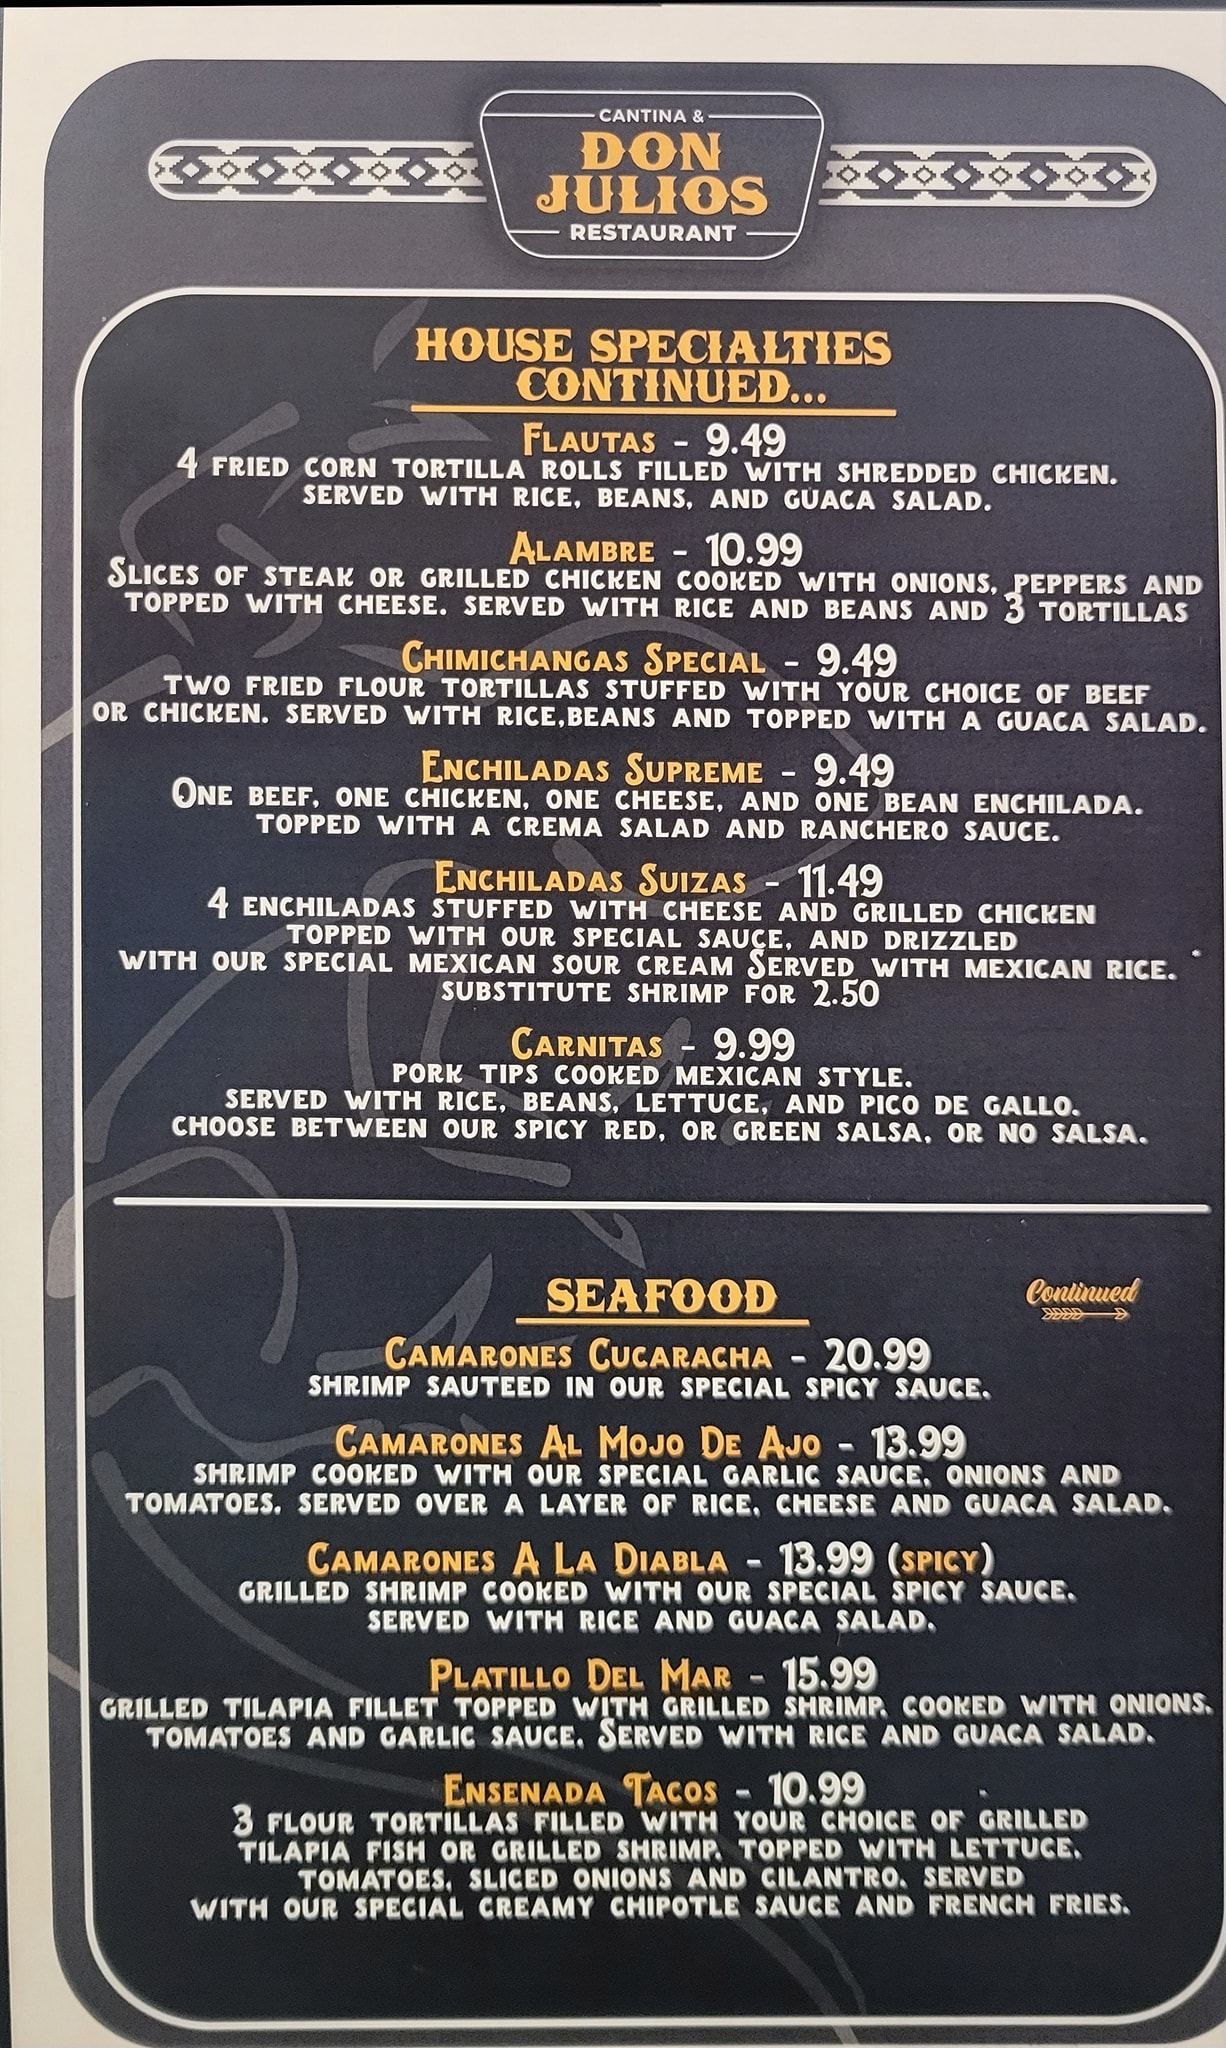 CANTINA &
DON
JULIOS
RESTAURANT
HOUSE SPECIALTIES
CONTINUED...
FLAUTAS - 9.49
4 FRIED CORN TORTILLA ROLLS FILLED WITH SHREDDED CHICKEN.
SERVED WITH RICE, BEANS, AND GUACA SALAD.
ALAMBRE - 10.99
SLICES OF STEAK OR GRILLED CHICKEN COOKED WITH ONIONS, PEPPERS AND
TOPPED WITH CHEESE. SERVED WITH RICE AND BEANS AND 3 TORTILLAS
CHIMICHANGAS SPECIAL - 9.49
TWO FRIED FLOUR TORTILLAS STUFFED WITH YOUR CHOICE OF BEEF
OR CHICKEN. SERVED WITH RICE,BEANS AND TOPPED WITH A GUACA SALAD.
ENCHILADAS SUPREME - 9.49
ONE BEEF, ONE CHICKEN, ONE CHEESE, AND ONE BEAN ENCHILADA.
TOPPED WITH A CREMA SALAD AND RANCHERO SAUCE.
ENCHILADAS SUIZAS - 11.49
4 ENCHILADAS STUFFED WITH CHEESE AND GRILLED CHICKEN
TOPPED WITH OUR SPECIAL SAUCE, AND DRIZZLED
WITH OUR SPECIAL MEXICAN SOUR CREAM SERVED WITH MEXICAN RICE.
SUBSTITUTE SHRIMP FOR 2.50
CARNITAS - 9.99
PORK TIPS COOKED MEXICAN STYLE.
SERVED WITH RICE, BEANS, LETTUCE, AND PICO DE GALLO.
CHOOSE BETWEEN OUR SPICY RED, OR GREEN SALSA, OR NO SALSA.
SEAFOOD
Continued
CAMARONES CUCARACHA - 20.99
SHRIMP SAUTEED IN OUR SPECIAL SPICY SAUCE.
CAMARONES AL MOJO DE AJO - 13.99
SHRIMP COOKED WITH OUR SPECIAL GARLIC SAUCE, ONIONS AND
TOMATOES. SERVED OVER A LAYER OF RICE, CHEESE AND GUACA SALAD.
CAMARONES A LA DIABLA - 13.99 (SPICY)
GRILLED SHRIMP COOKED WITH OUR SPECIAL SPICY SAUCE.
SERVED WITH RICE AND GUACA SALAD.
PLATILLO DEL MAR - 15.99
GRILLED TILAPIA FILLET TOPPED WITH GRILLED SHRIMP, COOKED WITH ONIONS,
TOMATOES AND GARLIC SAUCE. SERVED WITH RICE AND GUACA SALAD.
ENSENADA TACOS - 10.99
3 FLOUR TORTILLAS FILLED WITH YOUR CHOICE OF GRILLED
TILAPIA FISH OR GRILLED SHRIMP, TOPPED WITH LETTUCE,
TOMATOES, SLICED ONIONS AND CILANTRO. SERVED
WITH OUR SPECIAL CREAMY CHIPOTLE SAUCE AND FRENCH FRIES.